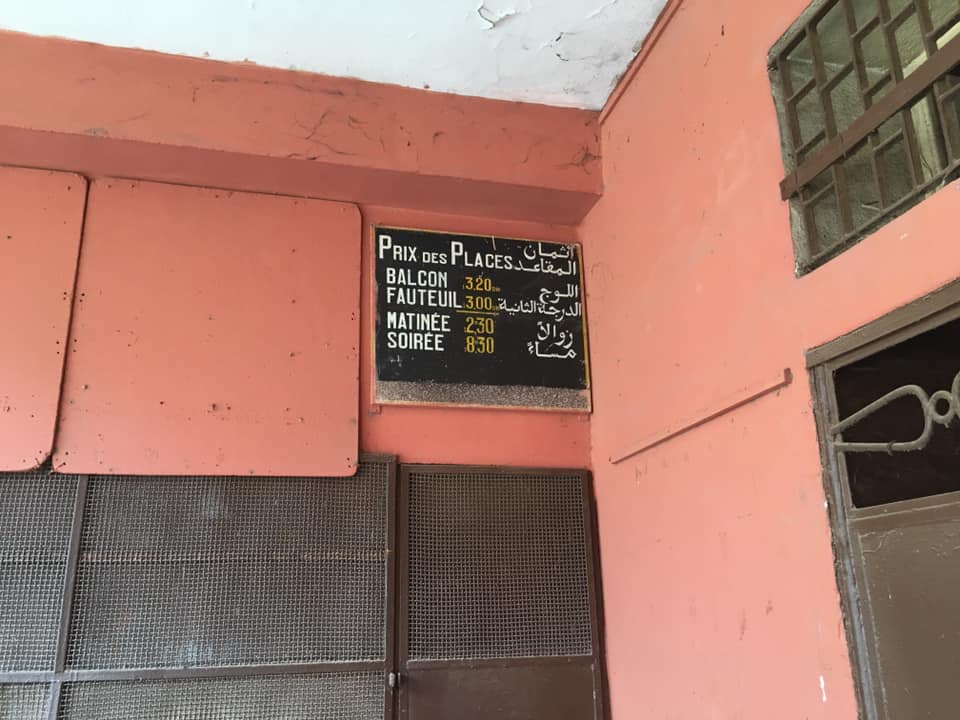 PRIX DES PLACES أثمان المقاعد
BALCON 3.20 DH اللوج
FAUTEUIL 3.00 DH الدرجة الثانية
MATINÉE 2,30 زوالاً
SOIRÉE 8,30 مساءً